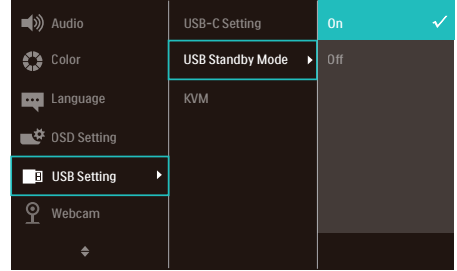 Audio
Color
Language
OSD Setting
USB Setting
Webcam
USB-C Setting
USB Standby Mode
KVM
On
Off